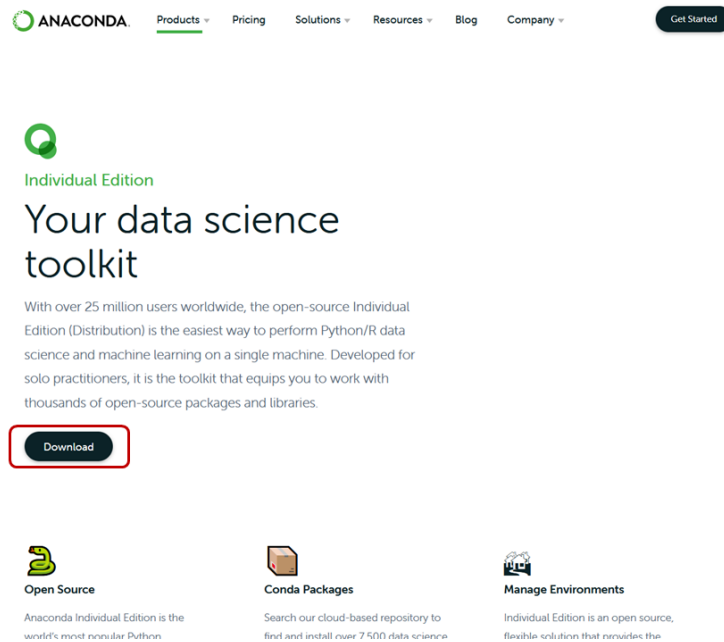 ANACONDA.
Products Pricing Solutions Resources Blog Company Get Started
Individual Edition
Your data science
toolkit
With over 25 million users worldwide, the open-source Individual
Edition (Distribution) is the easiest way to perform Python/R data
science and machine learning on a single machine. Developed for
solo practitioners, it is the toolkit that equips you to work with
thousands of open-source packages and libraries.
Download
Open Source
Anaconda Individual Edition is the
world's most popular Python
Conda Packages
Search our cloud-based repository to
find and install over 7,500 data science
Manage Environments
Individual Edition is an open source,
flexible solution that provides the